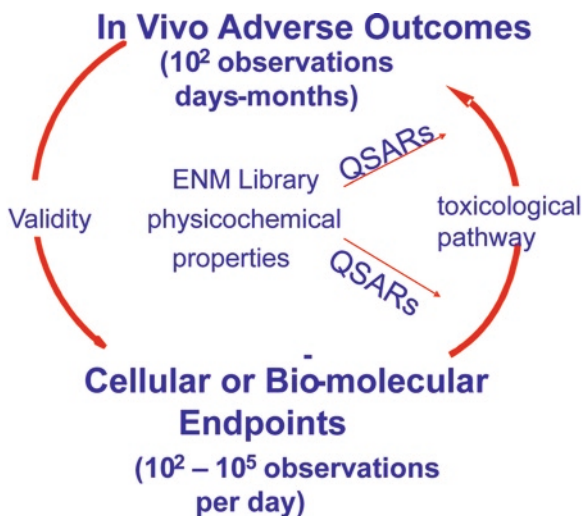 In Vivo Adverse Outcomes
(10² observations
days-months)
QSARs
ENM Library
physicochemical
properties
Validity
toxicological
pathway
QSARs
Cellular or Bio-molecular
Endpoints
(10² – 10⁵ observations
per day)